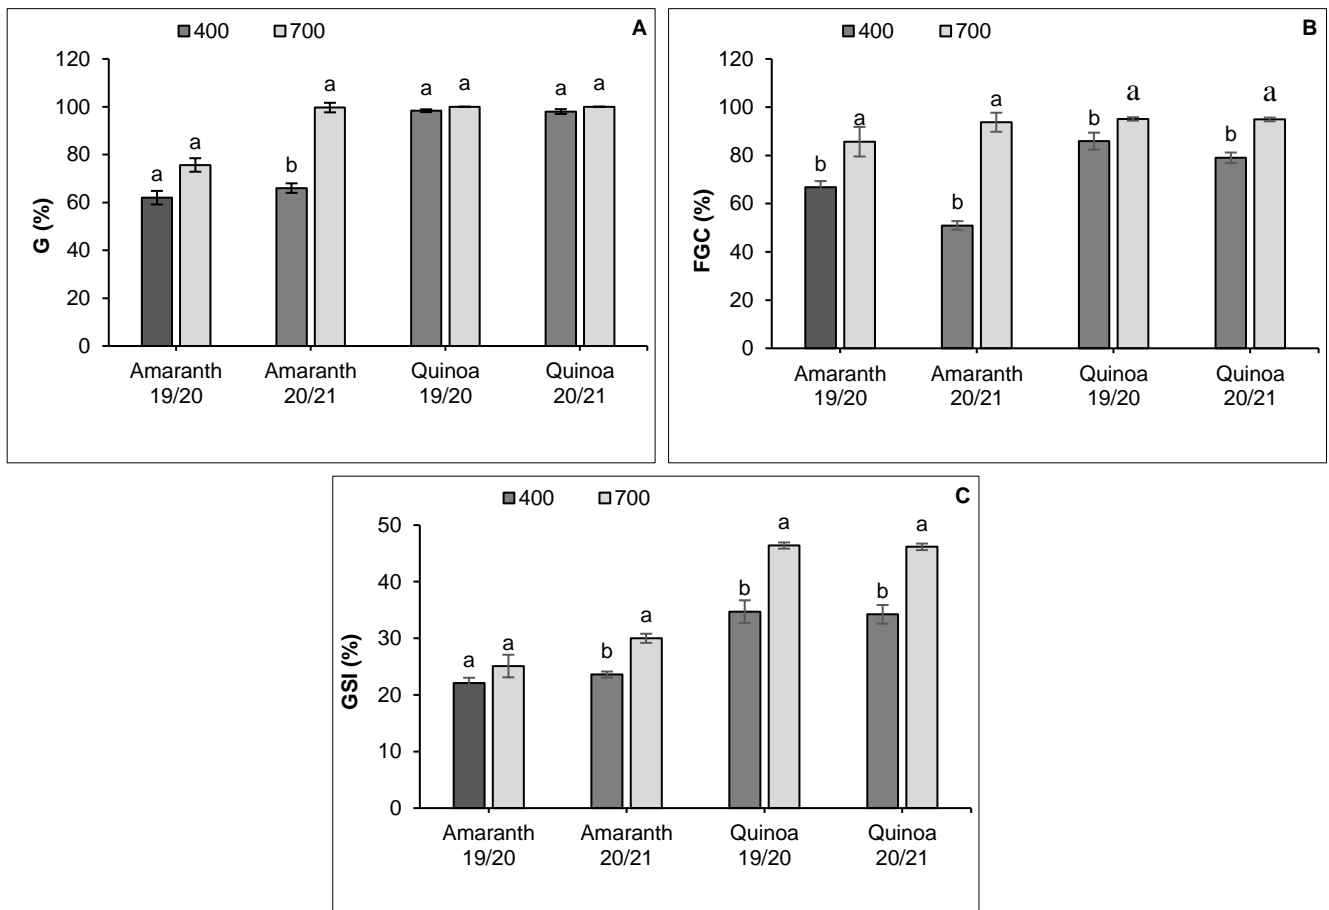 400 700 A
120
100
80
60
40
20
0
G (%)
a a b a a a a a
Amaranth Amaranth Quinoa Quinoa
19/20 20/21 19/20 20/21
400 700 B
120
100
80
60
40
20
0
FGC (%)
b a b a b a b a
Amaranth Amaranth Quinoa Quinoa
19/20 20/21 19/20 20/21
400 700 C
50
40
30
20
10
0
GSI (%)
a a b a b a b a
Amaranth Amaranth Quinoa Quinoa
19/20 20/21 19/20 20/21